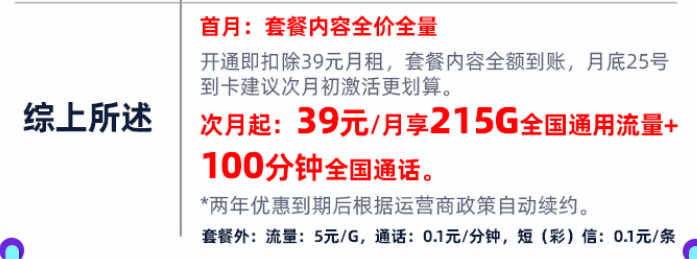 综上所述
首月：套餐内容全价全量
开通即扣除39元月租，套餐内容全额到账，月底25号
到卡建议次月初激活更划算。
次月起：39元/月享215G全国通用流量+
100分钟全国通话。
*两年优惠到期后根据运营商政策自动续约。
套餐外：流量：5元/G，通话：0.1元/分钟，短（彩）信：0.1元/条